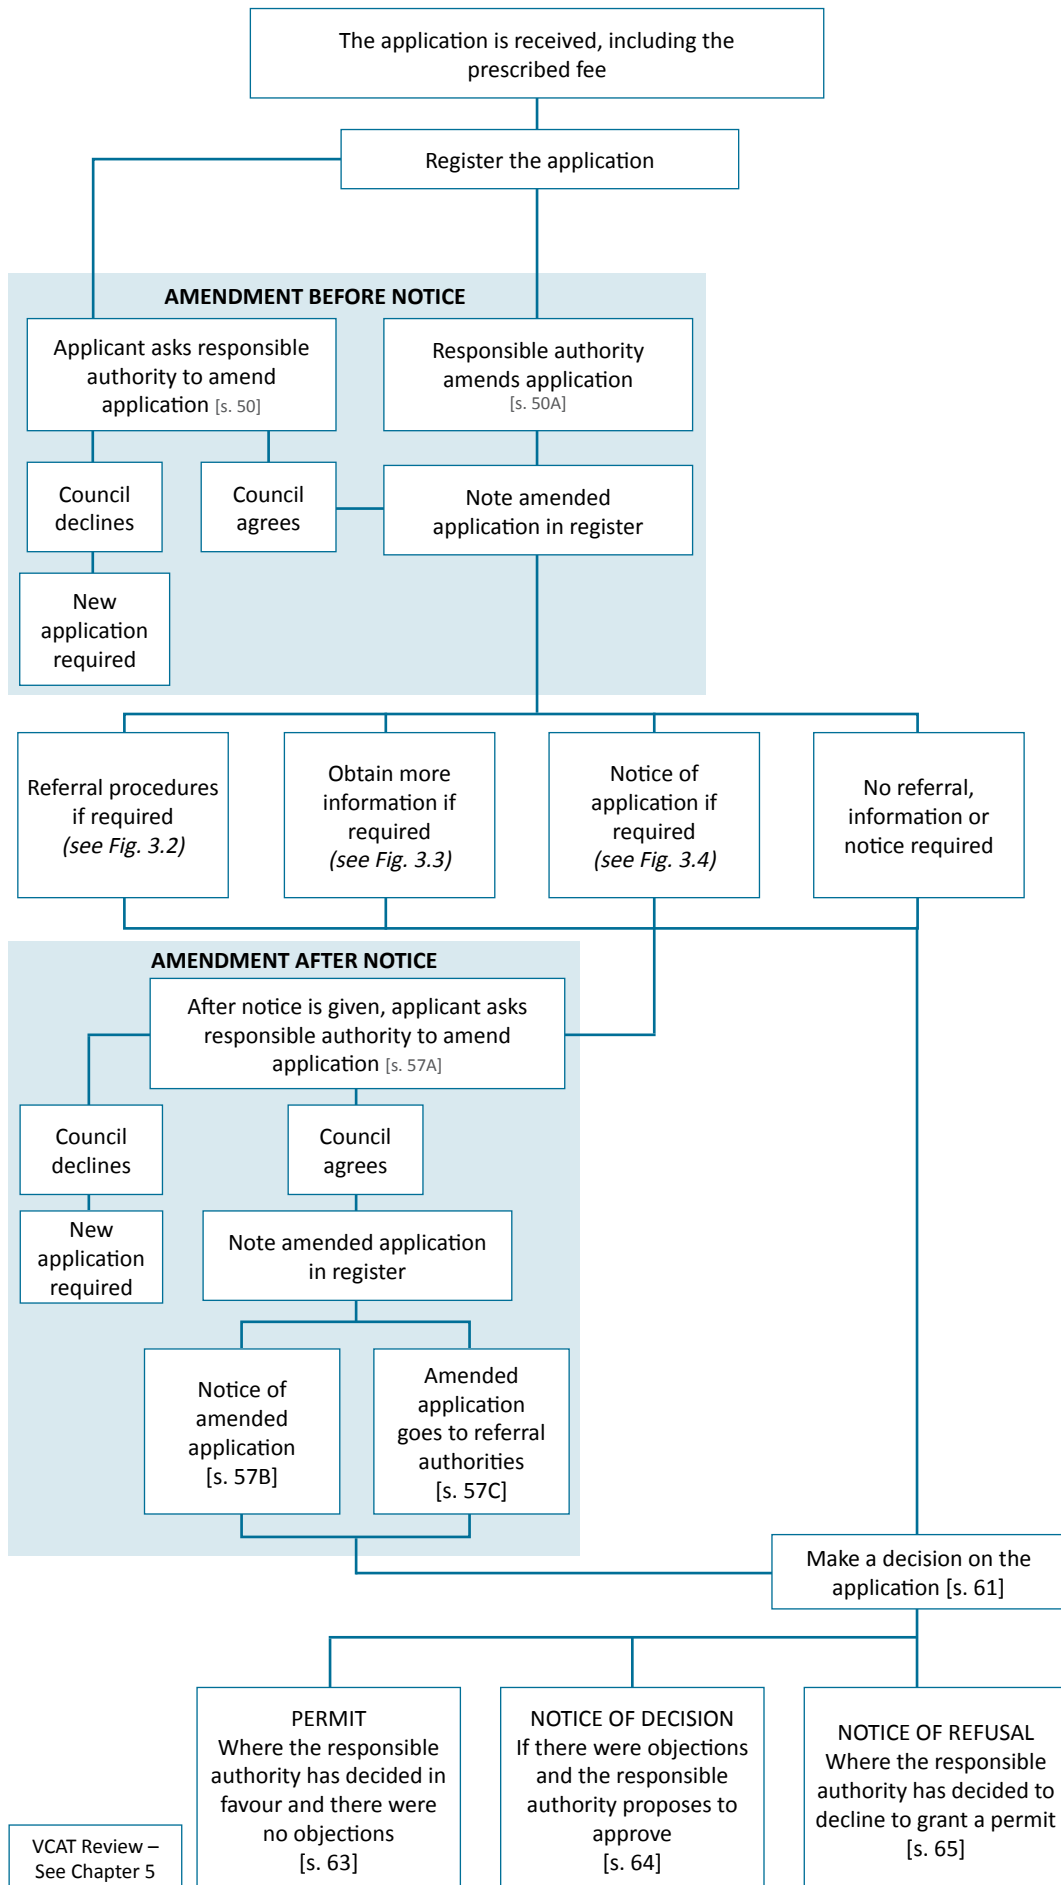 The application is received, including the
prescribed fee
Register the application
AMENDMENT BEFORE NOTICE
Applicant asks responsible
authority to amend
application [s. 50]
Responsible authority
amends application
[s. 50A]
Council
declines
Council
agrees
Note amended
application in register
New
application
required
Referral procedures
if required
(see Fig. 3.2)
Obtain more
information if
required
(see Fig. 3.3)
Notice of
application if
required
(see Fig. 3.4)
No referral,
information or
notice required
AMENDMENT AFTER NOTICE
After notice is given, applicant asks
responsible authority to amend
application [s. 57A]
Council
declines
Council
agrees
New
application
required
Note amended application
in register
Notice of
amended
application
[s. 57B]
Amended
application
goes to referral
authorities
[s. 57C]
Make a decision on the
application [s. 61]
PERMIT
Where the responsible
authority has decided in
favour and there were
no objections
[s. 63]
NOTICE OF DECISION
If there were objections
and the responsible
authority proposes to
approve
[s. 64]
NOTICE OF REFUSAL
Where the responsible
authority has decided to
decline to grant a permit
[s. 65]
VCAT Review –
See Chapter 5